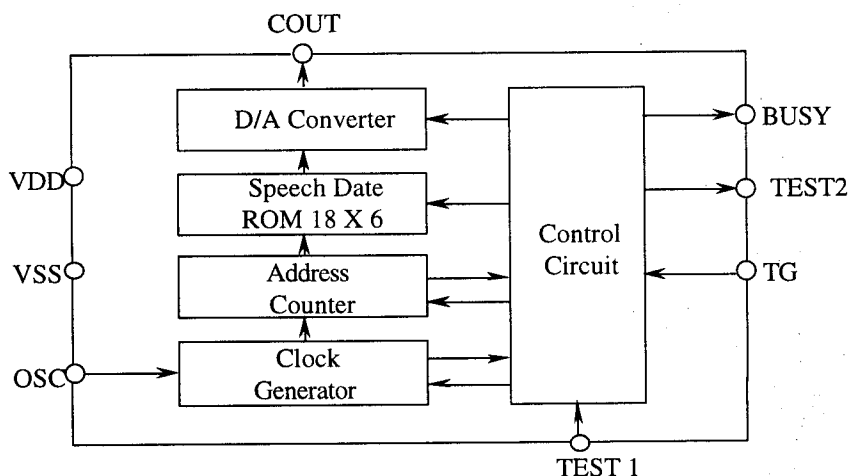 COUT
D/A Converter
BUSY
VDD
Speech Date
ROM 18 X 6
TEST2
Control
Circuit
VSS
Address
Counter
TG
OSC
Clock
Generator
TEST 1